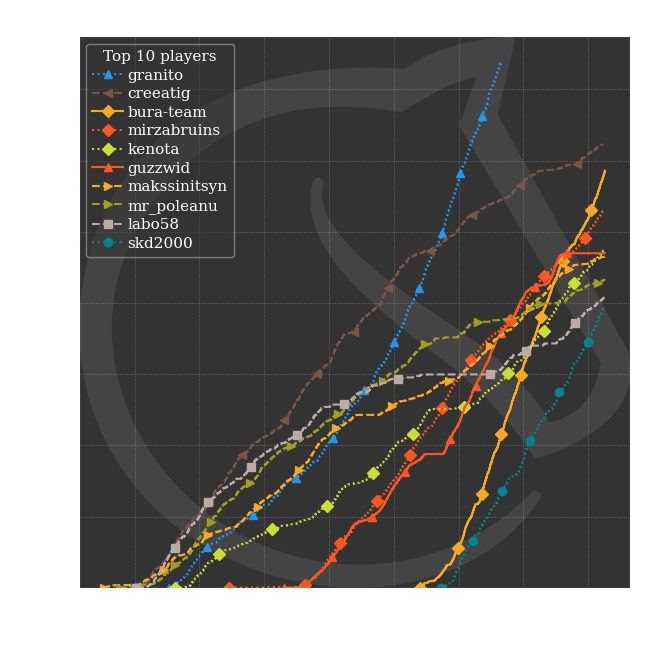 Top 10 players
granito
creeatig
bura-team
mirzabruins
kenota
guzzwid
makssinitsyn
mr_poleanu
labo58
skd2000